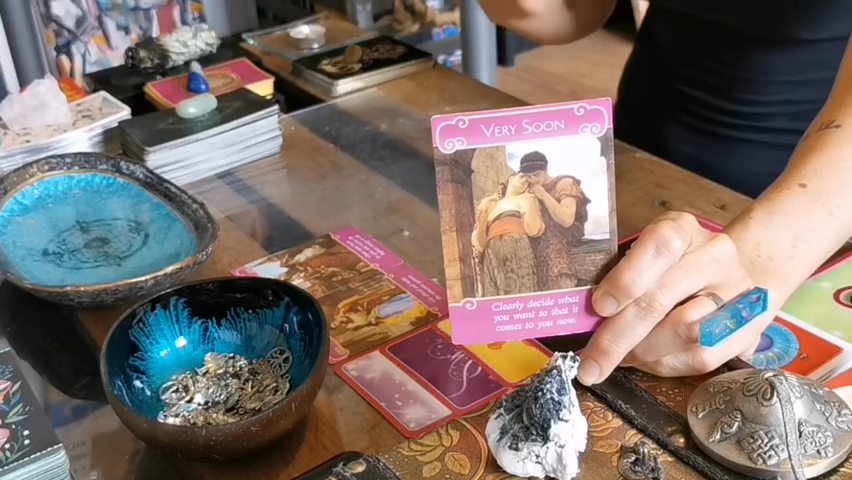 VERY SOON
Clearly decide what
you want so that it
comes to you now.